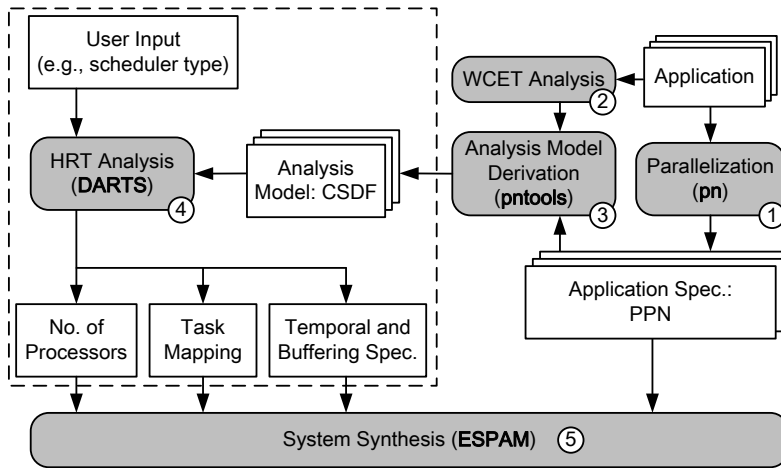 User Input
(e.g., scheduler type)
WCET Analysis
2
Application
HRT Analysis
(DARTS)
4
Analysis
Model: CSDF
Analysis Model
Derivation
(pntools)
3
Parallelization
(pn)
1
Application Spec.:
PPN
No. of
Processors
Task
Mapping
Temporal and
Buffering Spec.
System Synthesis (ESPAM) 5